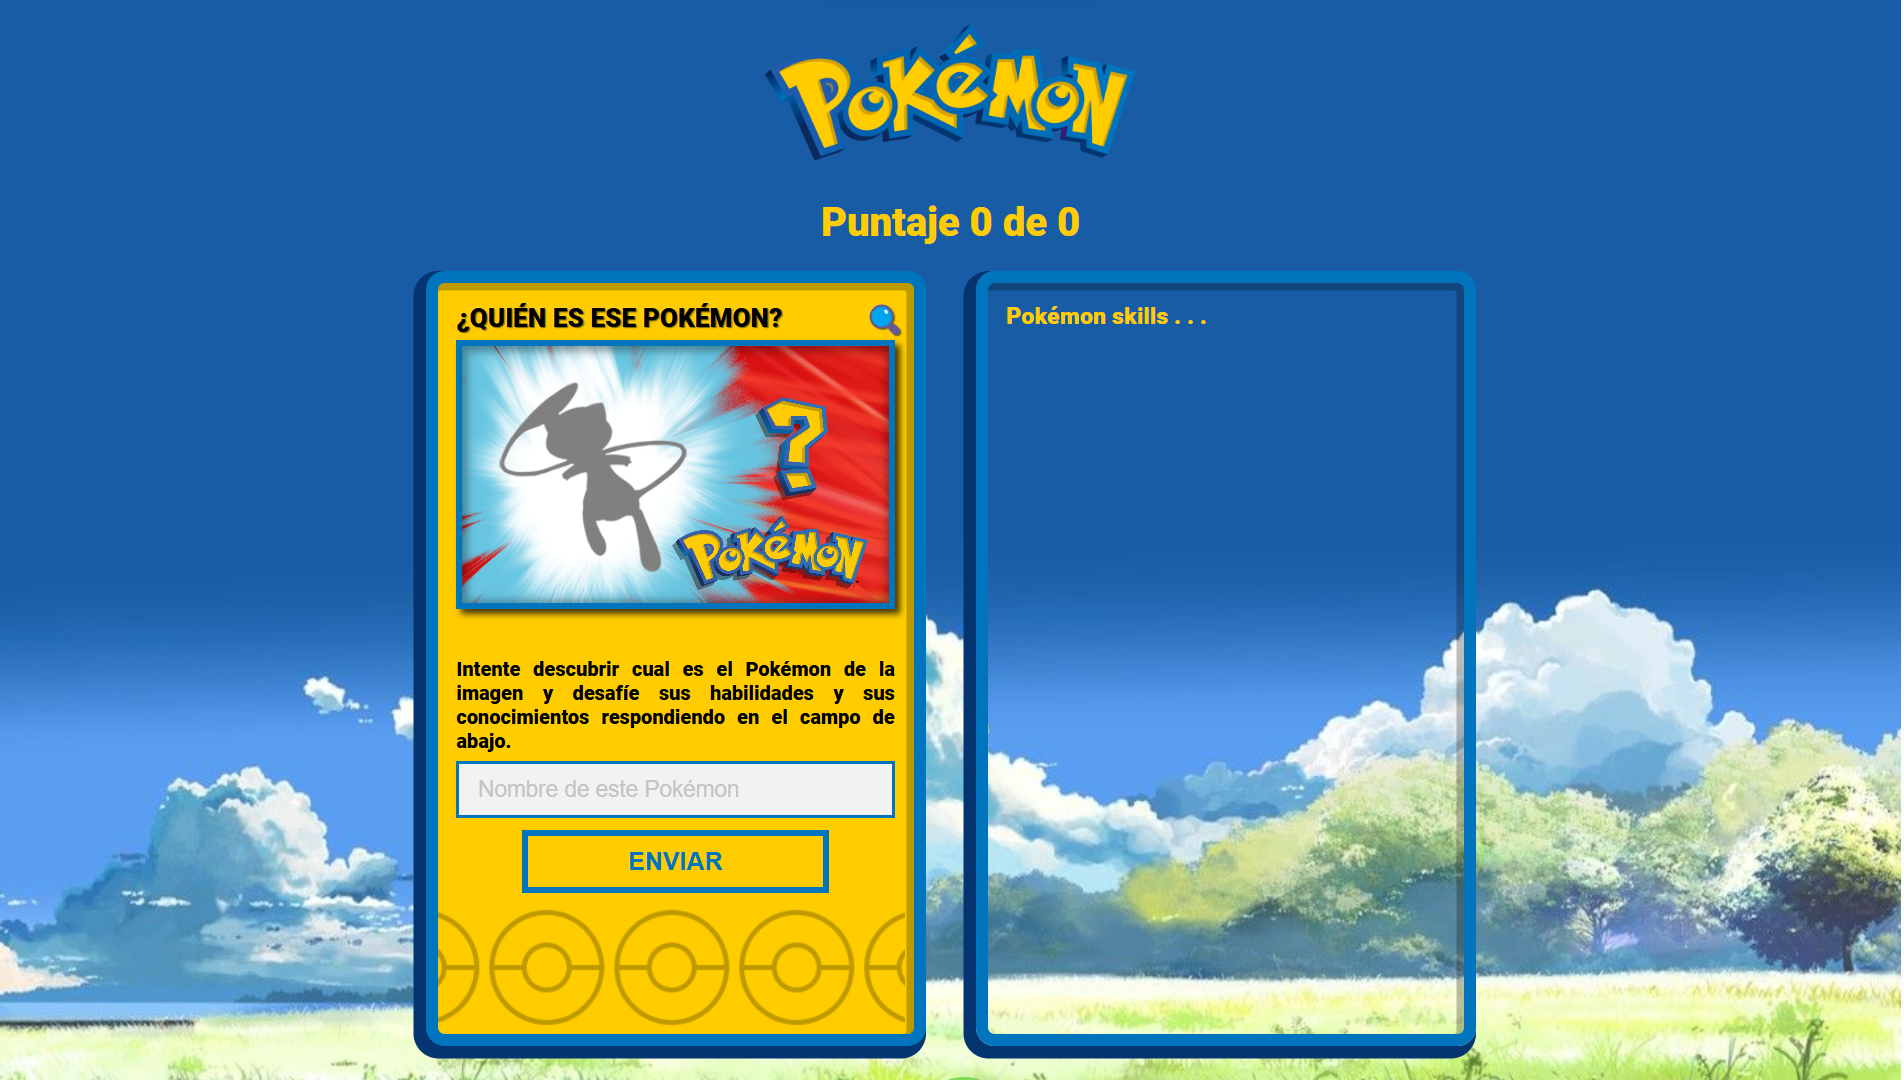 POKéMON
Puntaje 0 de 0
¿QUIÉN ES ESE POKÉMON?
?
POKéMON
Intente descubrir cual es el Pokémon de la
imagen y desafíe sus habilidades y sus
conocimientos respondiendo en el campo de
abajo.
Nombre de este Pokémon
ENVIAR
Pokémon skills . . .